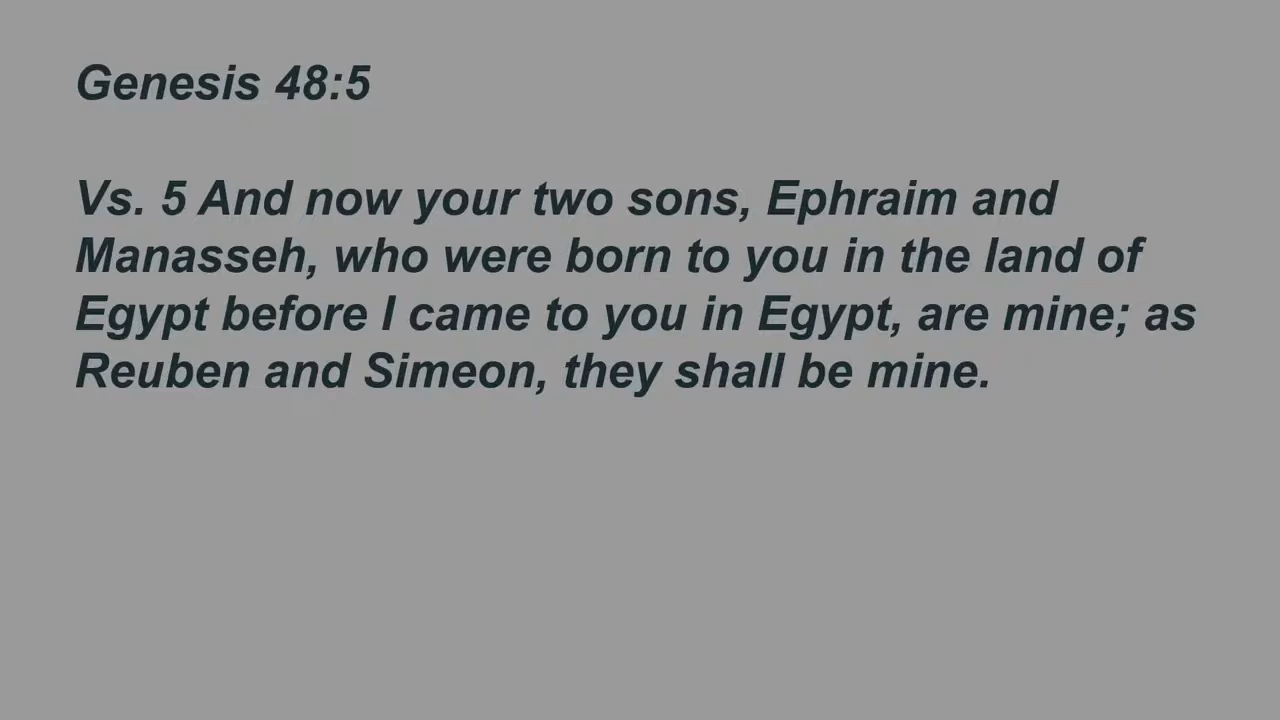 Genesis 48:5
Vs. 5 And now your two sons, Ephraim and
Manasseh, who were born to you in the land of
Egypt before I came to you in Egypt, are mine; as
Reuben and Simeon, they shall be mine.